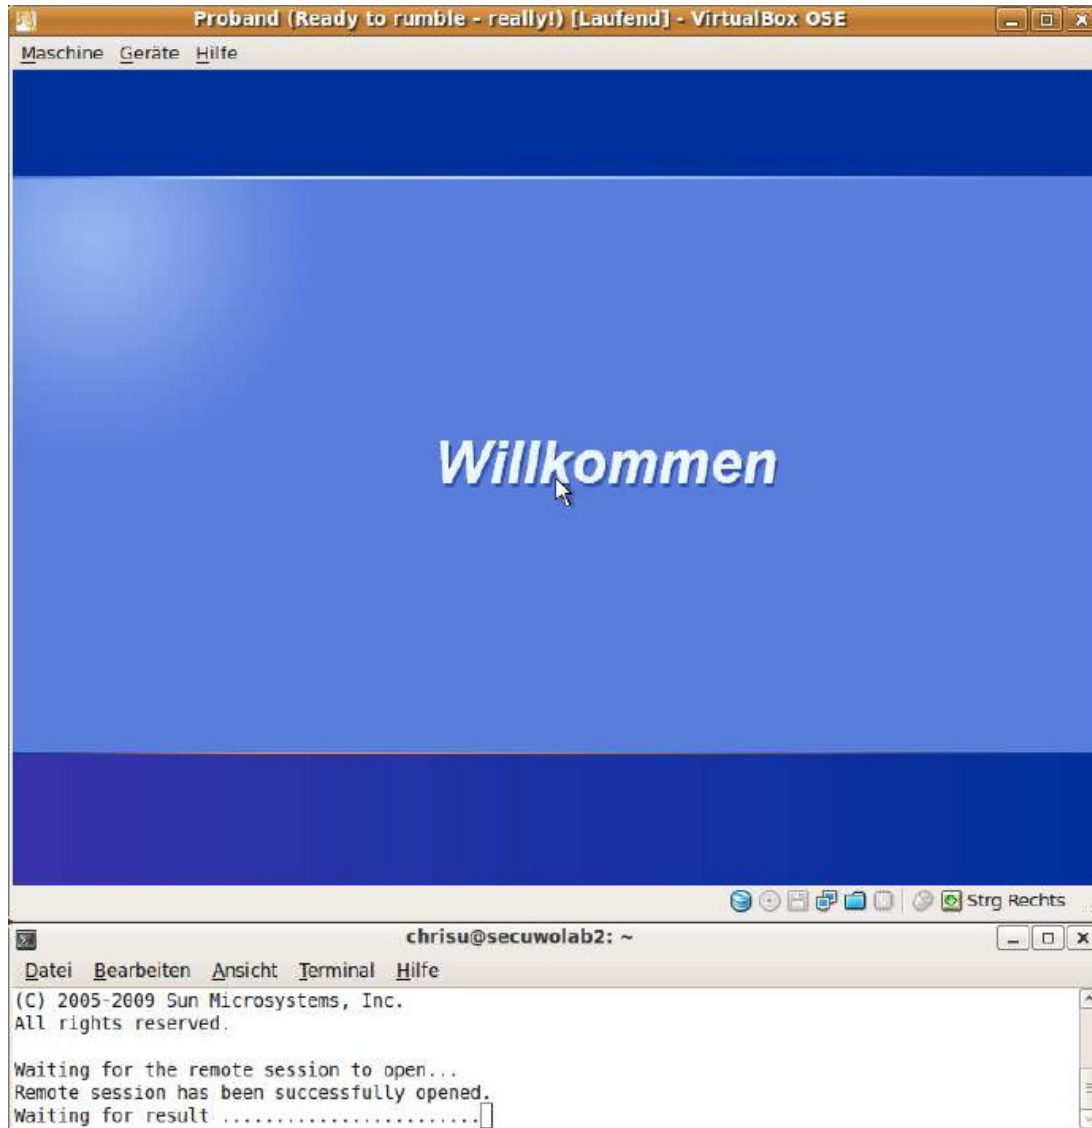 Proband (Ready to rumble - really!) [Laufend] - VirtualBox OSE
Maschine Geräte Hilfe
Willkommen
Strg Rechts
chrisu@secuwolab2: ~
Datei Bearbeiten Ansicht Terminal Hilfe
(C) 2005-2009 Sun Microsystems, Inc.
All rights reserved.
Waiting for the remote session to open...
Remote session has been successfully opened.
Waiting for result ........................